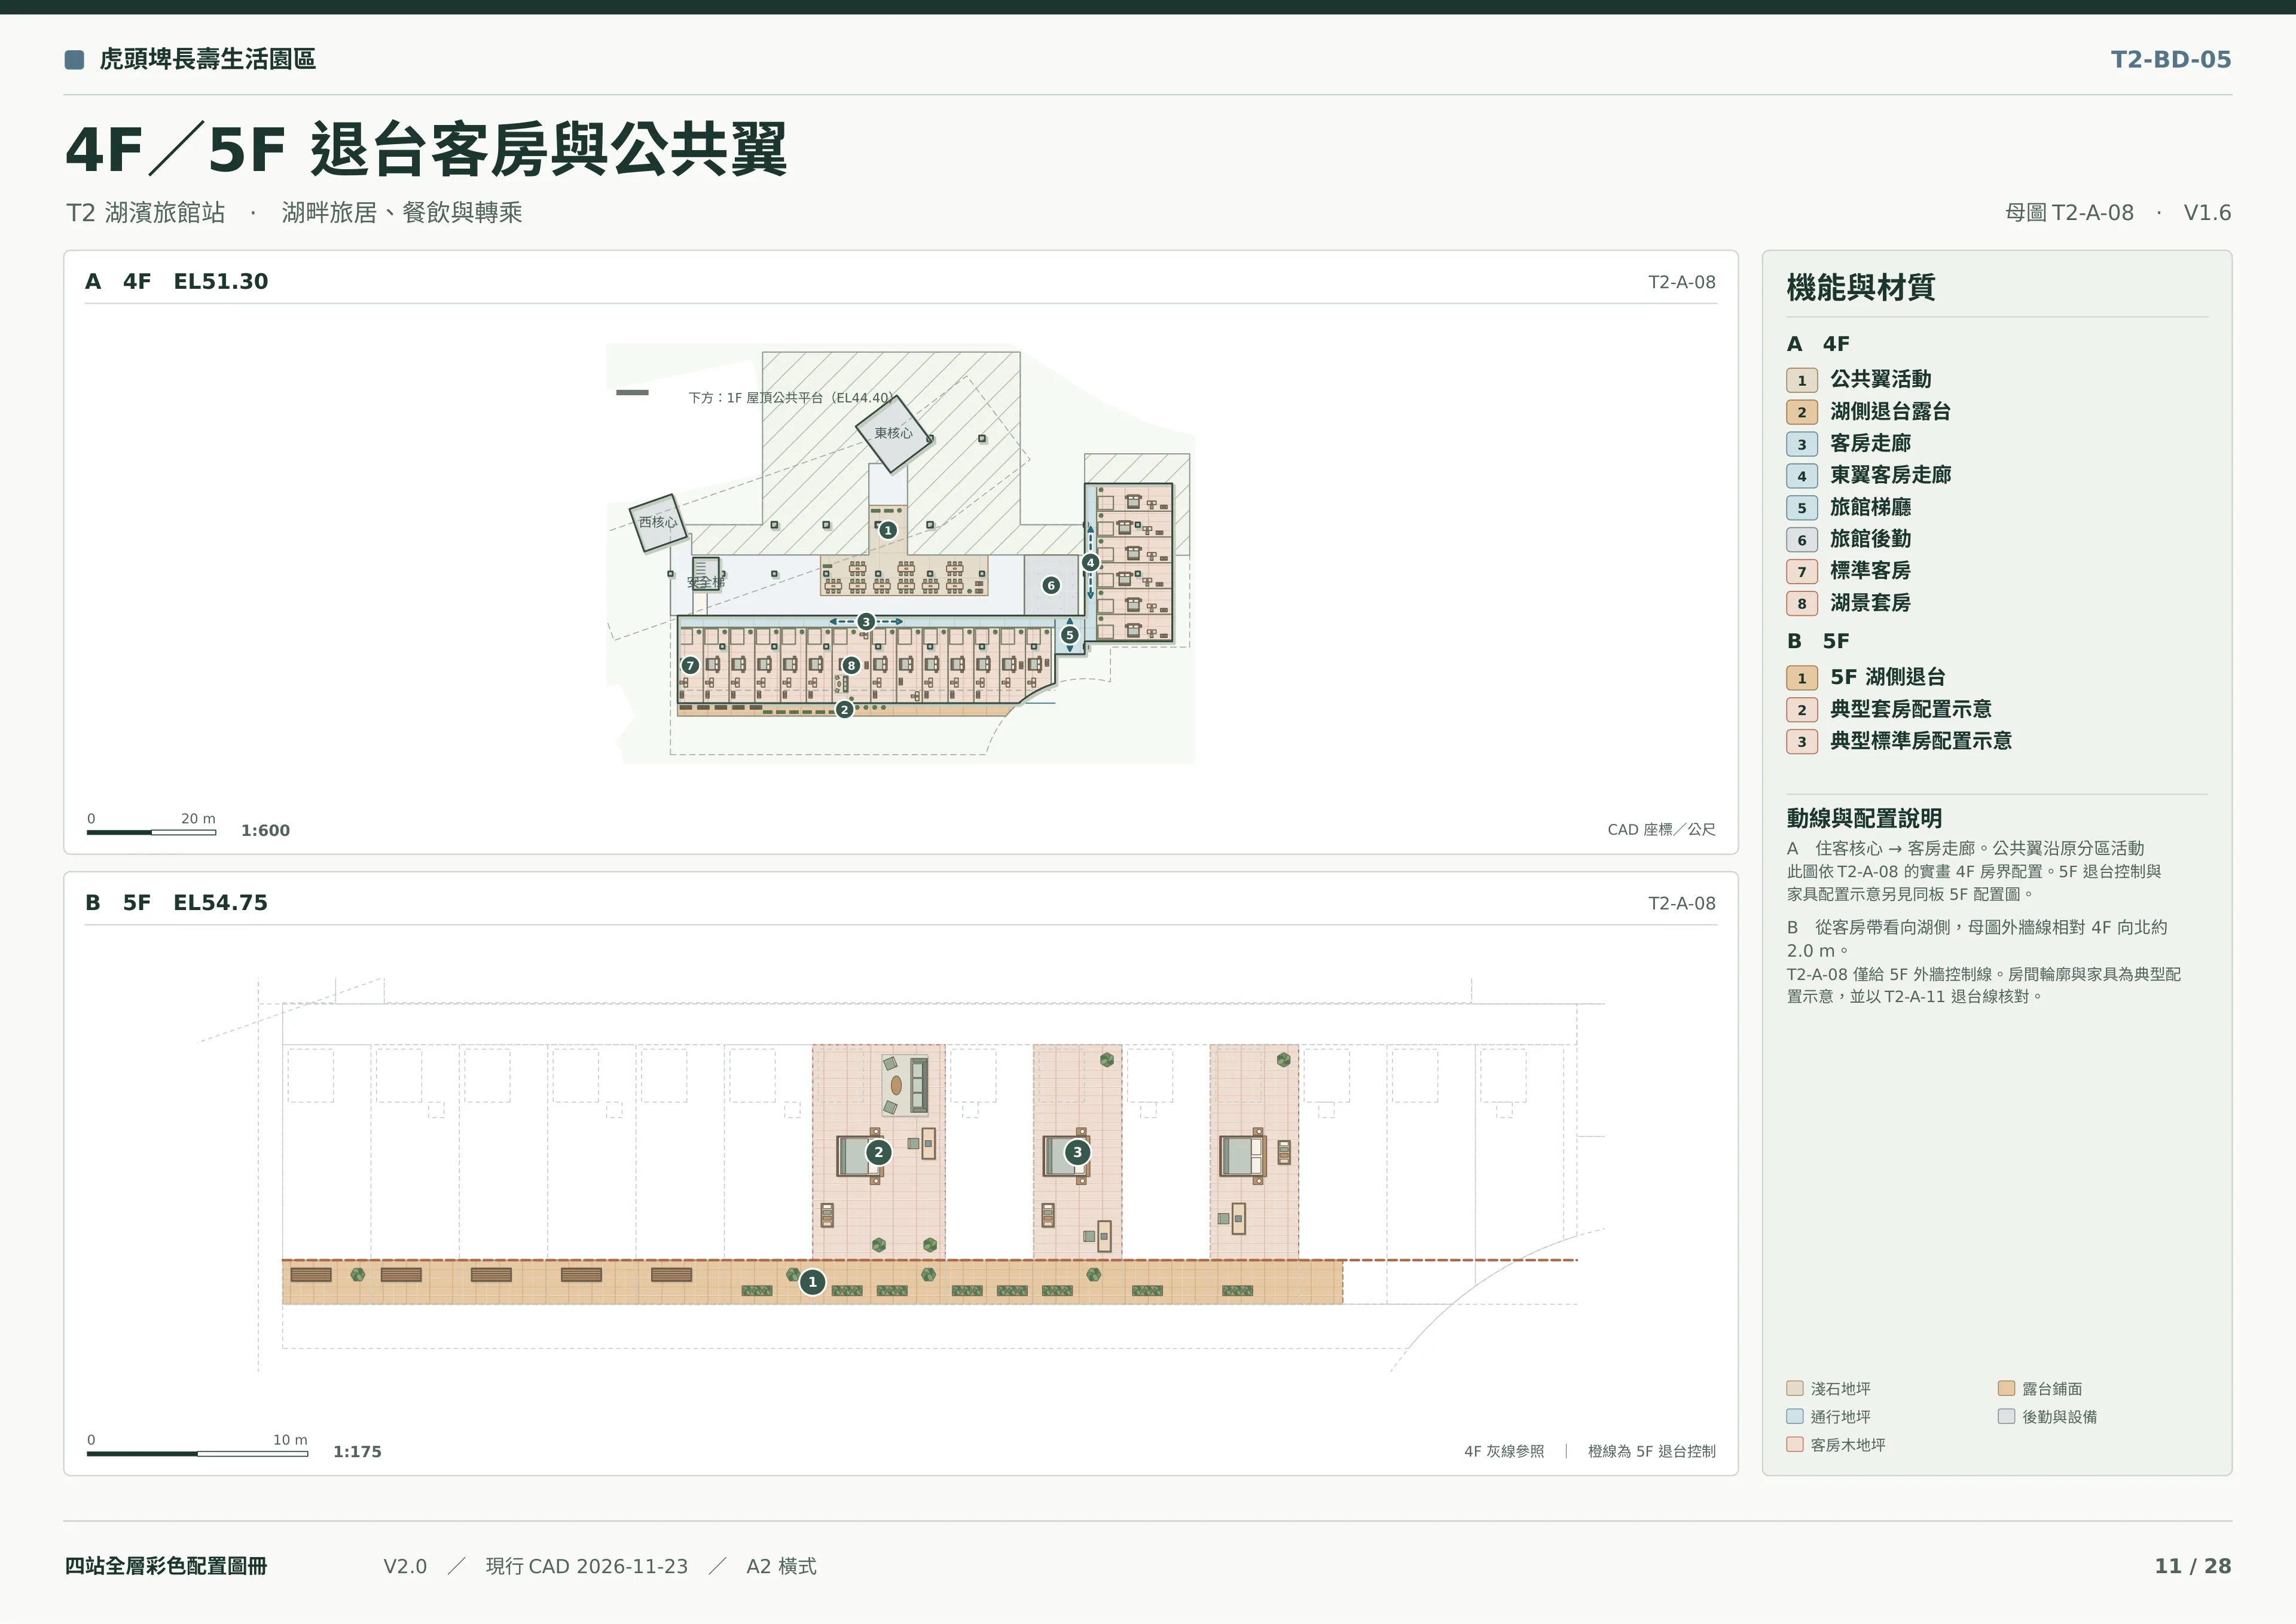 虎頭埤長壽生活園區
T2-BD-05
4F／5F 退台客房與公共翼
T2 湖濱旅館站 · 湖畔旅居、餐飲與轉乘
母圖 T2-A-08 · V1.6
A 4F EL51.30
T2-A-08
下方：1F 屋頂公共平台（EL44.40）
東核心
西核心
安全梯
1
2
3
4
5
6
7
8
0 20 m 1:600
CAD 座標／公尺
B 5F EL54.75
T2-A-08
2
3
1
0 10 m 1:175
4F 灰線參照 ｜ 橙線為 5F 退台控制
機能與材質
A 4F
1 公共翼活動
2 湖側退台露台
3 客房走廊
4 東翼客房走廊
5 旅館梯廳
6 旅館後勤
7 標準客房
8 湖景套房
B 5F
1 5F 湖側退台
2 典型套房配置示意
3 典型標準房配置示意
動線與配置說明
A 住客核心 → 客房走廊。公共翼沿原分區活動
此圖依 T2-A-08 的實畫 4F 房界配置。5F 退台控制與
家具配置示意另見同板 5F 配置圖。
B 從客房帶看向湖側，母圖外牆線相對 4F 向北約
2.0 m。
T2-A-08 僅給 5F 外牆控制線。房間輪廓與家具為典型配
置示意，並以 T2-A-11 退台線核對。
淺石地坪
露台鋪面
通行地坪
後勤與設備
客房木地坪
四站全層彩色配置圖冊
V2.0 ／ 現行 CAD 2026-11-23 ／ A2 橫式
11 / 28